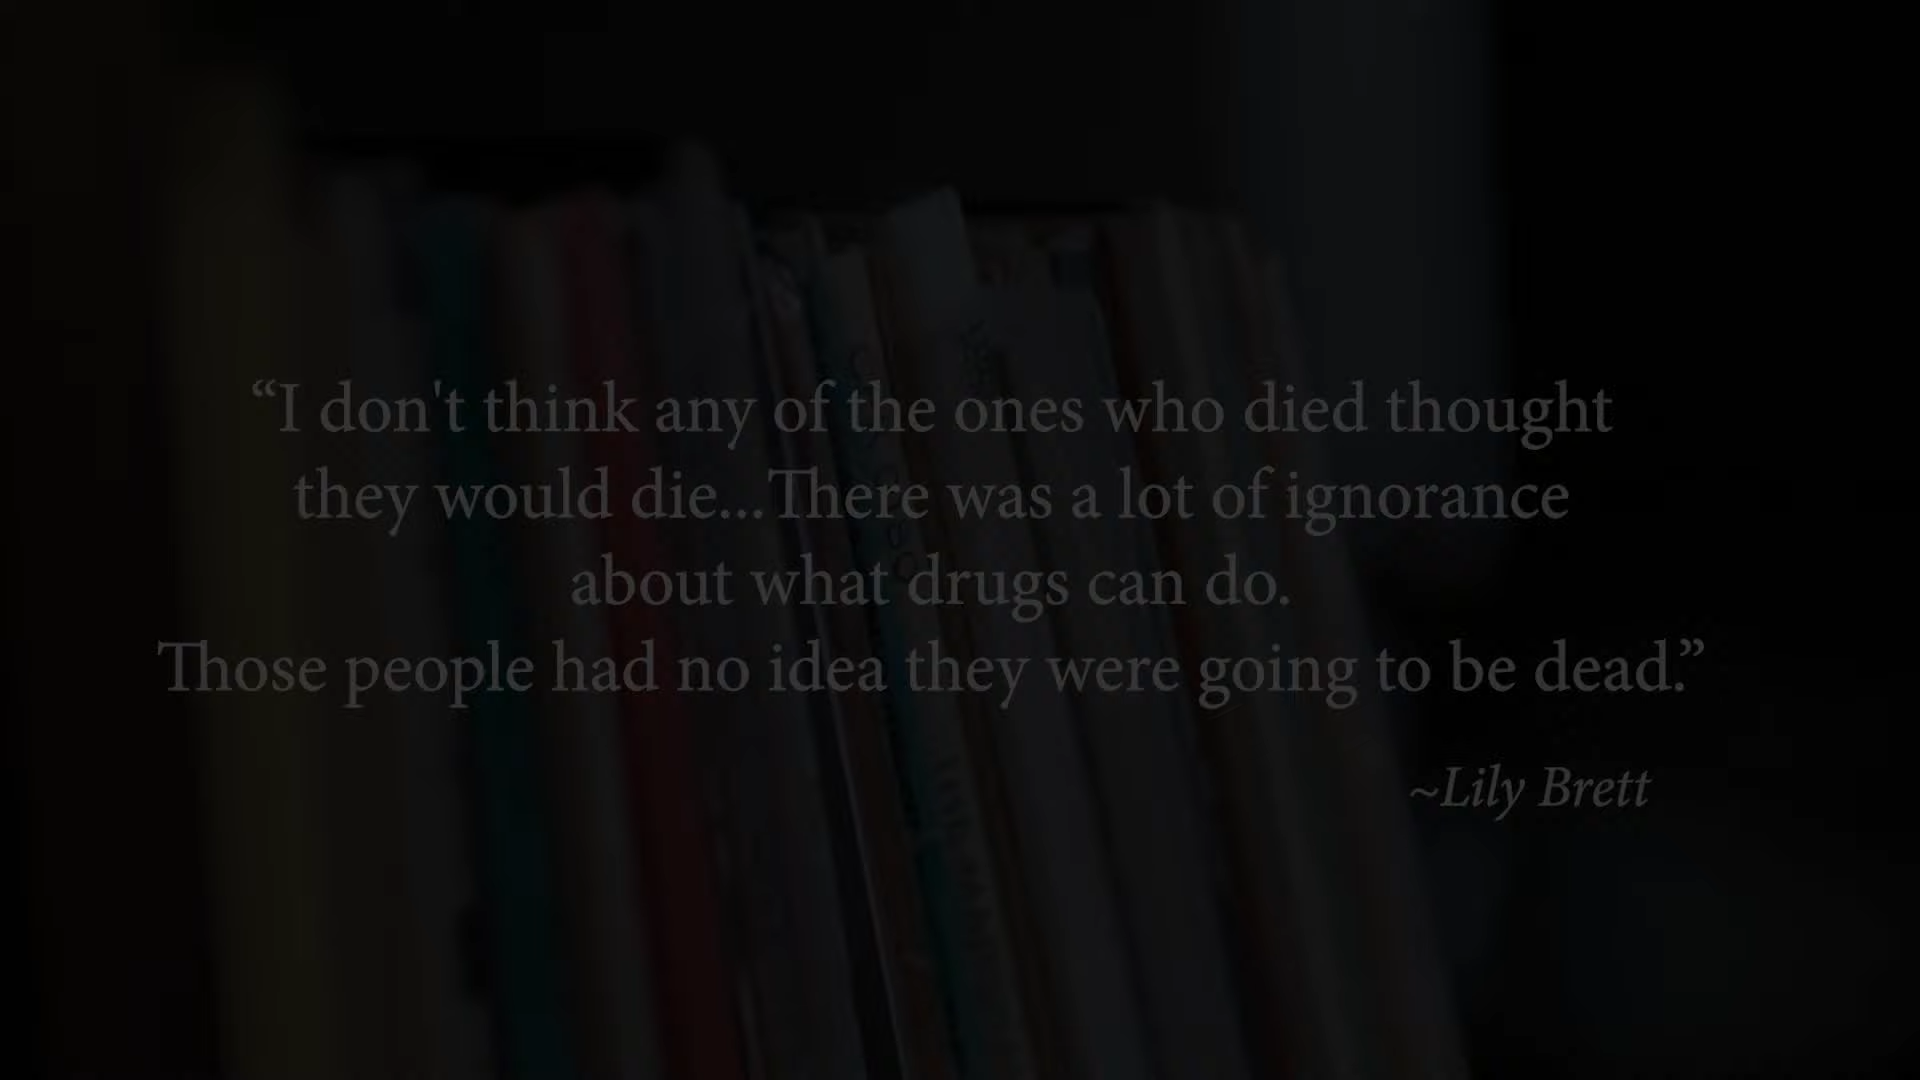 “I don't think any of the ones who died thought
they would die... There was a lot of ignorance
about what drugs can do.
Those people had no idea they were going to be dead.”
~Lily Brett